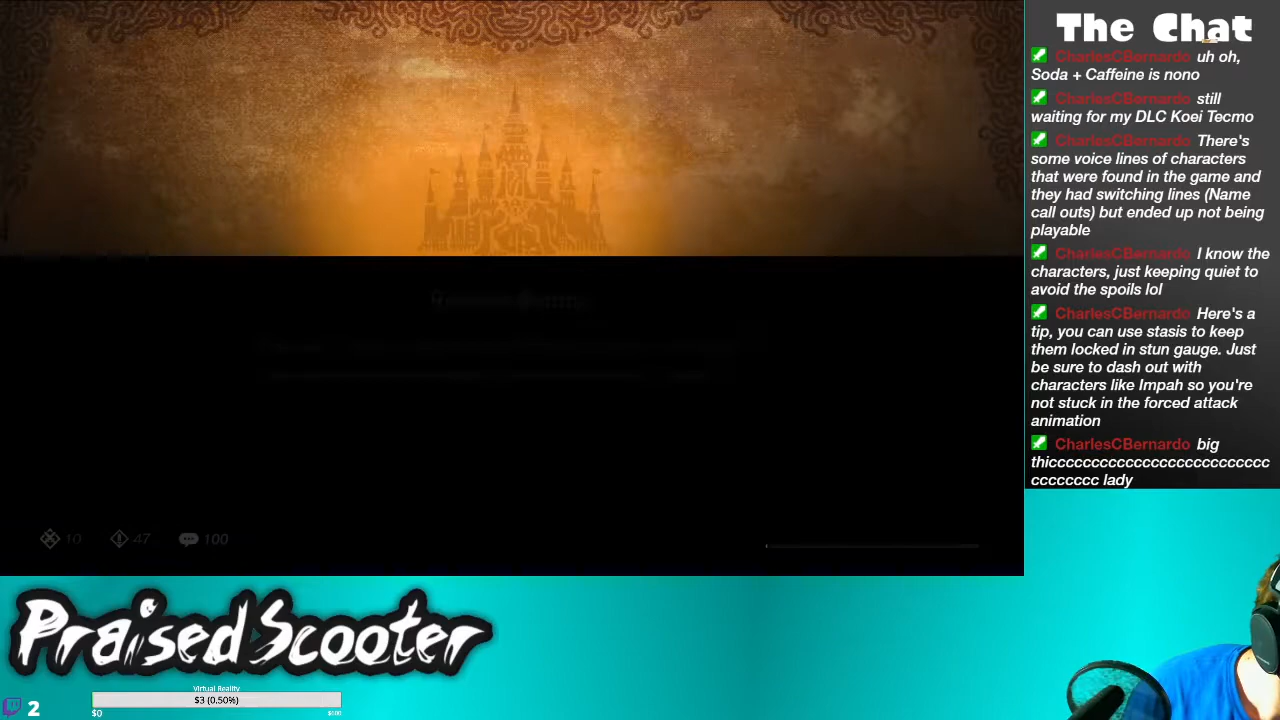 The Chat
CharlesCBernardo uh oh,
Soda + Caffeine is nono
CharlesCBernardo still
waiting for my DLC Koei Tecmo
CharlesCBernardo There's
some voice lines of characters
that were found in the game and
they had switching lines (Name
call outs) but ended up not being
playable
CharlesCBernardo I know the
characters, just keeping quiet to
avoid the spoils lol
CharlesCBernardo Here's a
tip, you can use stasis to keep
them locked in stun gauge. Just
be sure to dash out with
characters like Impah so you're
not stuck in the forced attack
animation
CharlesCBernardo big
thicccccccccccccccccccccccccc
cccccccc lady
10 47 100
PraisedScooter
Virtual Reality
$3 (0.50%)
2 $0